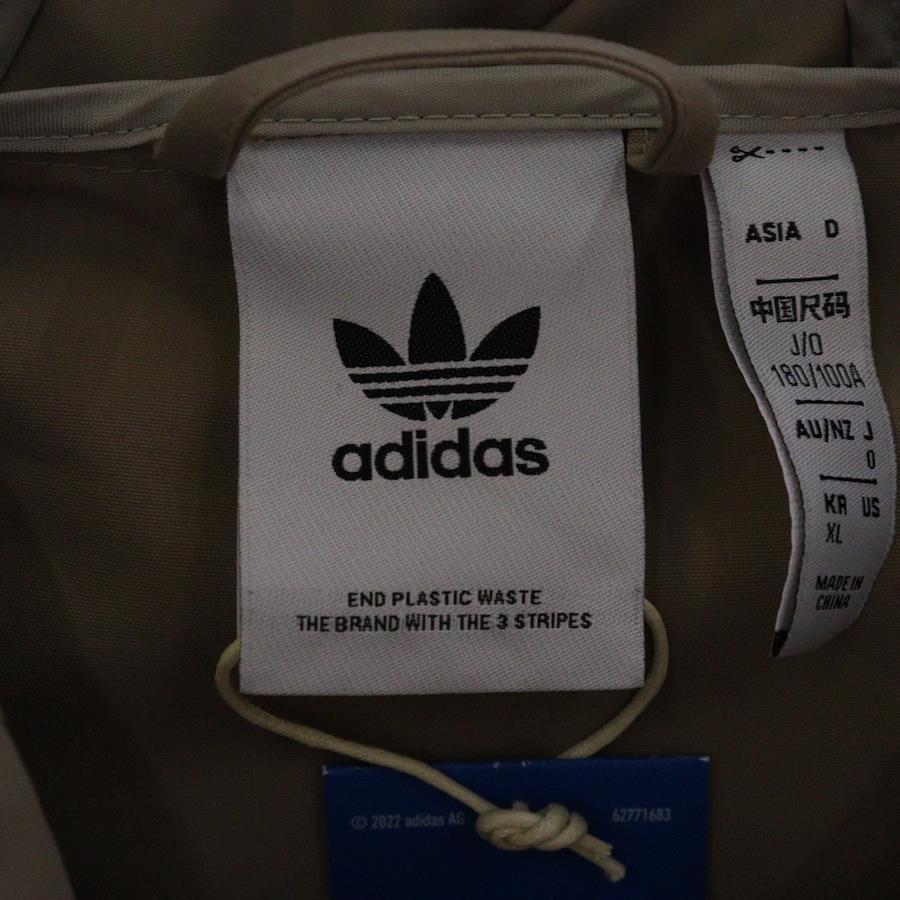 adidas
END PLASTIC WASTE
THE BRAND WITH THE 3 STRIPES
ASIA D
中国尺码
J/O
180/100A
AU/NZ J
O
KR US
XL
MADE IN
CHINA
© 2022 adidas AG
62771683